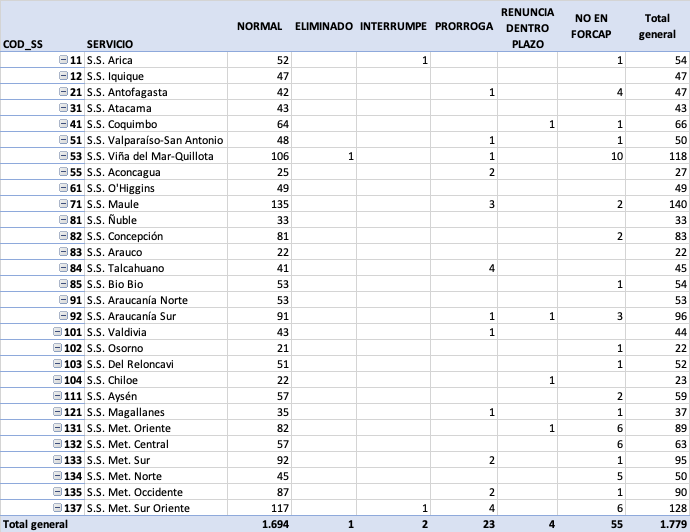 COD_SS SERVICIO NORMAL ELIMINADO INTERRUMPE PRORROGA RENUNCIA DENTRO PLAZO NO EN FORCAP Total general
11 S.S. Arica 52 1 1 54
12 S.S. Iquique 47 47
21 S.S. Antofagasta 42 1 4 47
31 S.S. Atacama 43 43
41 S.S. Coquimbo 64 1 1 66
51 S.S. Valparaíso-San Antonio 48 1 1 50
53 S.S. Viña del Mar-Quillota 106 1 1 10 118
55 S.S. Aconcagua 25 2 27
61 S.S. O'Higgins 49 49
71 S.S. Maule 135 3 2 140
81 S.S. Ñuble 33 33
82 S.S. Concepción 81 2 83
83 S.S. Arauco 22 22
84 S.S. Talcahuano 41 4 45
85 S.S. Bio Bio 53 1 54
91 S.S. Araucanía Norte 53 53
92 S.S. Araucanía Sur 91 1 1 3 96
101 S.S. Valdivia 43 1 44
102 S.S. Osorno 21 1 22
103 S.S. Del Reloncavi 51 1 52
104 S.S. Chiloe 22 1 23
111 S.S. Aysén 57 2 59
121 S.S. Magallanes 35 1 1 37
131 S.S. Met. Oriente 82 1 6 89
132 S.S. Met. Central 57 6 63
133 S.S. Met. Sur 92 2 1 95
134 S.S. Met. Norte 45 5 50
135 S.S. Met. Occidente 87 2 1 90
137 S.S. Met. Sur Oriente 117 1 4 6 128
Total general 1.694 1 2 23 4 55 1.779